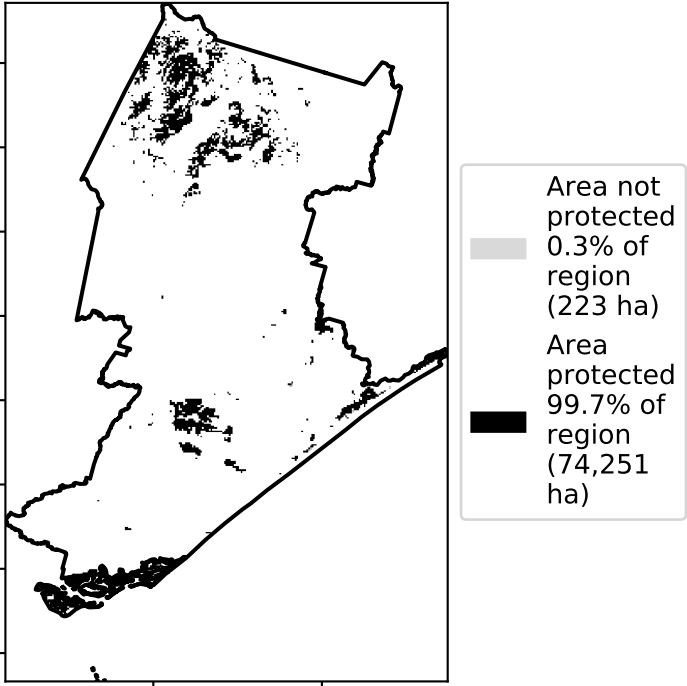 Area not
protected
0.3% of
region
(223 ha)
Area
protected
99.7% of
region
(74,251
ha)